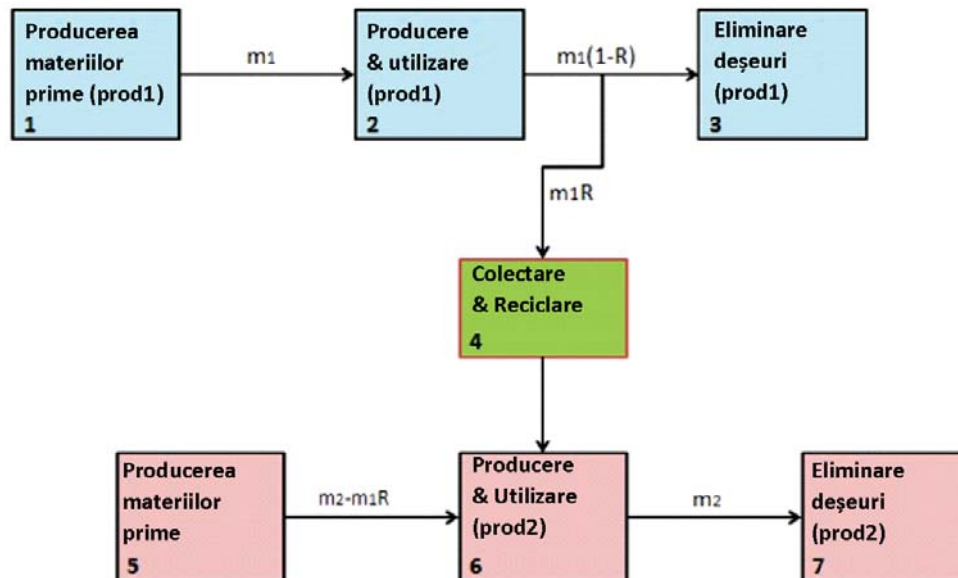 Producerea
materiilor
prime (prod1)
1
m1
Producere
& utilizare
(prod1)
2
m1(1-R)
Eliminare
deșeuri
(prod1)
3
m1R
Colectare
& Reciclare
4
Producerea
materiilor
prime
5
m2-m1R
Producere
& Utilizare
(prod2)
6
m2
Eliminare
deşeuri
(prod2)
7